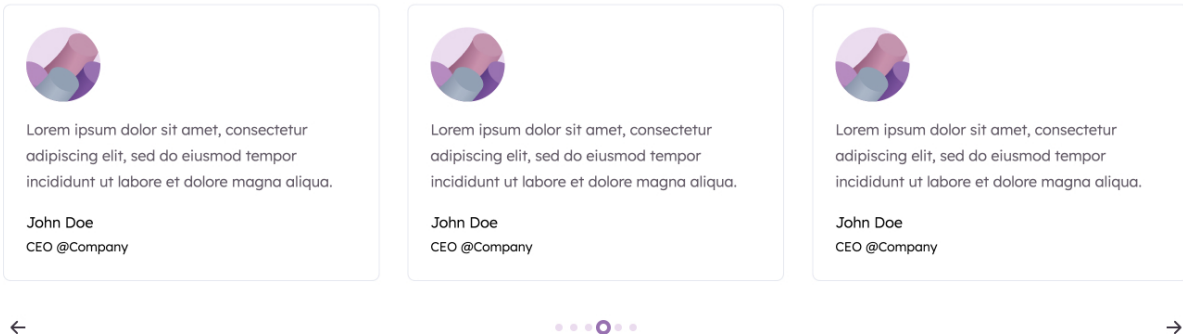 Lorem ipsum dolor sit amet, consectetur
adipiscing elit, sed do eiusmod tempor
incididunt ut labore et dolore magna aliqua.
John Doe
CEO @Company
Lorem ipsum dolor sit amet, consectetur
adipiscing elit, sed do eiusmod tempor
incididunt ut labore et dolore magna aliqua.
John Doe
CEO @Company
Lorem ipsum dolor sit amet, consectetur
adipiscing elit, sed do eiusmod tempor
incididunt ut labore et dolore magna aliqua.
John Doe
CEO @Company